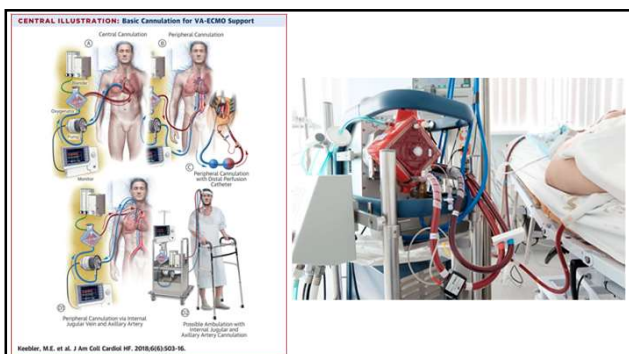 CENTRAL ILLUSTRATION: Basic Cannulation for VA-ECMO Support
Central Cannulation
Peripheral Cannulation
A
B
Oxygenator
Monitor
C
Peripheral Cannulation
with Distal Perfusion
Catheter
D1
Peripheral Cannulation via Internal
Jugular Vein and Axillary Artery
D2
Possible Ambulation with
Internal Jugular and
Axillary Artery Cannulation
Keebler, M.E. et al. J Am Coll Cardiol HF. 2018;6(6):503-16.